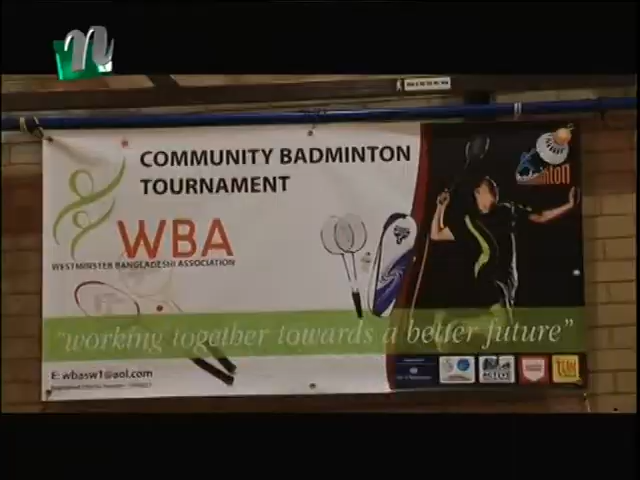 n
COMMUNITY BADMINTON
TOURNAMENT
WBA
WESTMINSTER BANGLADESHI ASSOCIATION
"working together towards a better future"
E: wbasw1@aol.com